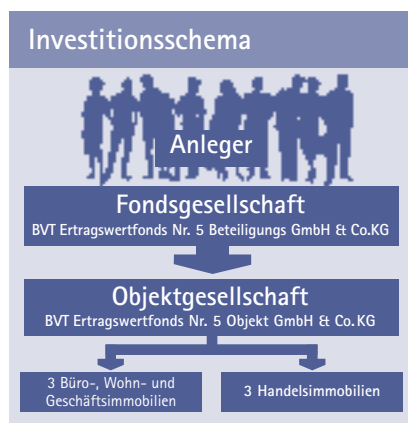 Investitionsschema
Anleger
Fondsgesellschaft
BVT Ertragswertfonds Nr. 5 Beteiligungs GmbH & Co.KG
Objektgesellschaft
BVT Ertragswertfonds Nr. 5 Objekt GmbH & Co.KG
3 Büro-, Wohn- und
Geschäftsimmobilien
3 Handelsimmobilien